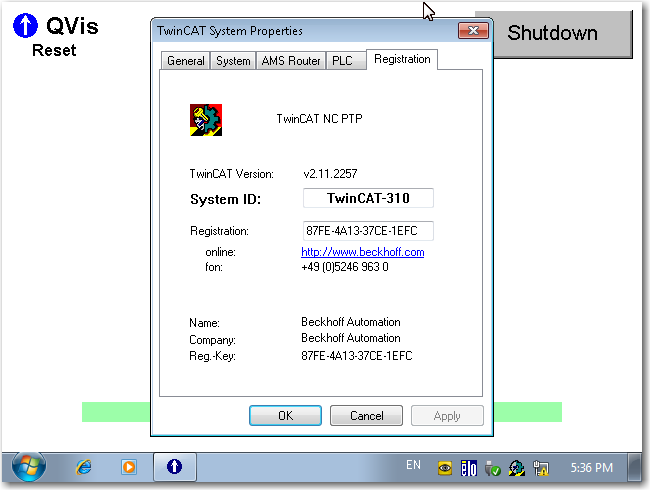 QVis
Reset
Shutdown
TwinCAT System Properties
General System AMS Router PLC Registration
TwinCAT NC PTP
TwinCAT Version: v2.11.2257
System ID: TwinCAT-310
Registration: 87FE-4A13-37CE-1EFC
online: http://www.beckhoff.com
fon: +49 (0)5246 963 0
Name: Beckhoff Automation
Company: Beckhoff Automation
Reg.-Key: 87FE-4A13-37CE-1EFC
OK Cancel Apply
EN 5:36 PM